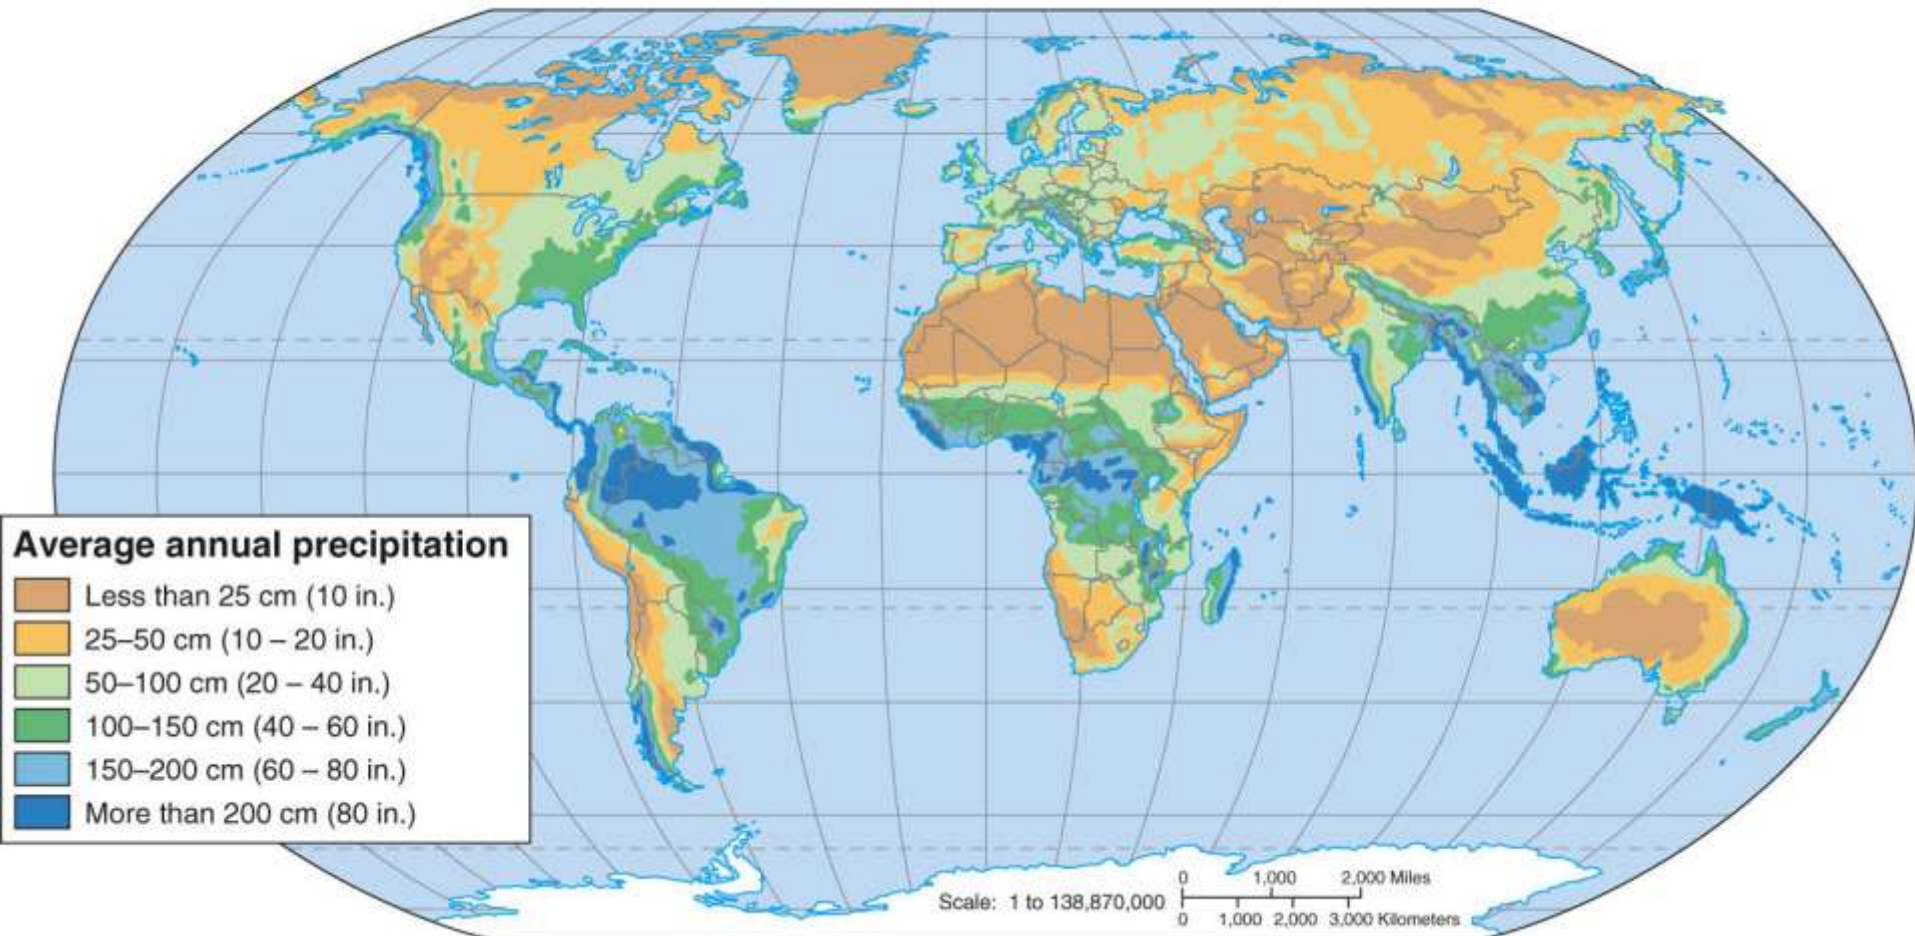 Average annual precipitation
Less than 25 cm (10 in.)
25–50 cm (10 – 20 in.)
50–100 cm (20 – 40 in.)
100–150 cm (40 – 60 in.)
150–200 cm (60 – 80 in.)
More than 200 cm (80 in.)
0 1,000 2,000 Miles
Scale: 1 to 138,870,000
0 1,000 2,000 3,000 Kilometers